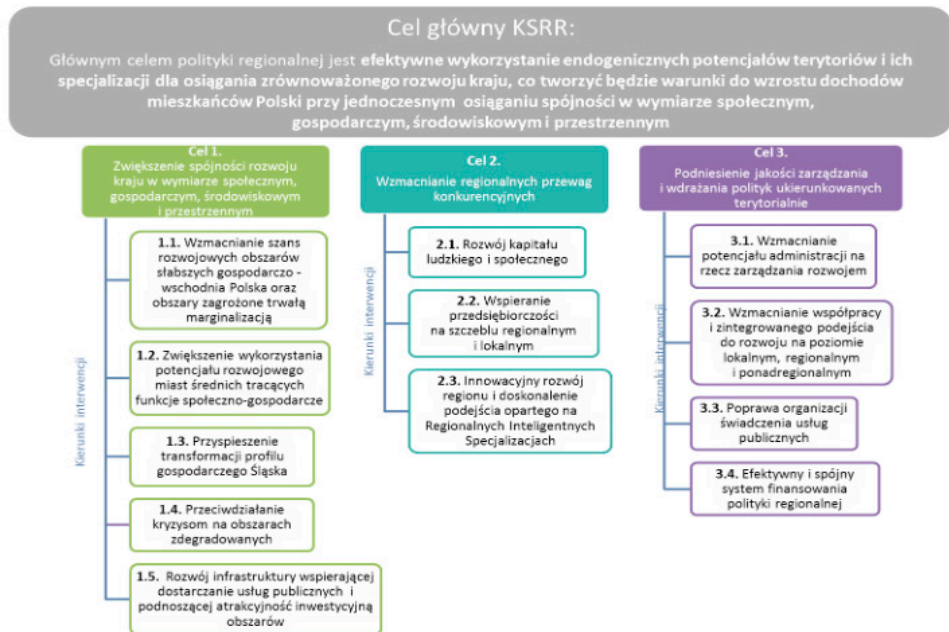 Cel główny KSRR:
Głównym celem polityki regionalnej jest efektywne wykorzystanie endogenicznych potencjałów terytoriów i ich
specjalizacji dla osiągania zrównoważonego rozwoju kraju, co tworzyć będzie warunki do wzrostu dochodów
mieszkańców Polski przy jednoczesnym osiąganiu spójności w wymiarze społecznym,
gospodarczym, środowiskowym i przestrzennym
Cel 1.
Zwiększenie spójności rozwoju
kraju w wymiarze społecznym,
gospodarczym, środowiskowym
i przestrzennym
Kierunki interwencji
1.1. Wzmacnianie szans
rozwojowych obszarów
słabszych gospodarczo -
wschodnia Polska oraz
obszary zagrożone trwałą
marginalizacją
1.2. Zwiększenie wykorzystania
potencjału rozwojowego
miast średnich tracących
funkcje społeczno-gospodarcze
1.3. Przyspieszenie
transformacji profilu
gospodarczego Śląska
1.4. Przeciwdziałanie
kryzysom na obszarach
zdegradowanych
1.5. Rozwój infrastruktury wspierającej
dostarczanie usług publicznych i
podnoszącej atrakcyjność inwestycyjną
obszarów
Cel 2.
Wzmacnianie regionalnych przewag
konkurencyjnych
Kierunki interwencji
2.1. Rozwój kapitału
ludzkiego i społecznego
2.2. Wspieranie
przedsiębiorczości
na szczeblu regionalnym
i lokalnym
2.3. Innowacyjny rozwój
regionu i doskonalenie
podejścia opartego na
Regionalnych Inteligentnych
Specjalizacjach
Cel 3.
Podniesienie jakości zarządzania
i wdrażania polityk ukierunkowanych
terytorialnie
Kierunki interwencji
3.1. Wzmacnianie
potencjału administracji na
rzecz zarządzania rozwojem
3.2. Wzmacnianie współpracy
i zintegrowanego podejścia
do rozwoju na poziomie
lokalnym, regionalnym
i ponadregionalnym
3.3. Poprawa organizacji
świadczenia usług
publicznych
3.4. Efektywny i spójny
system finansowania
polityki regionalnej